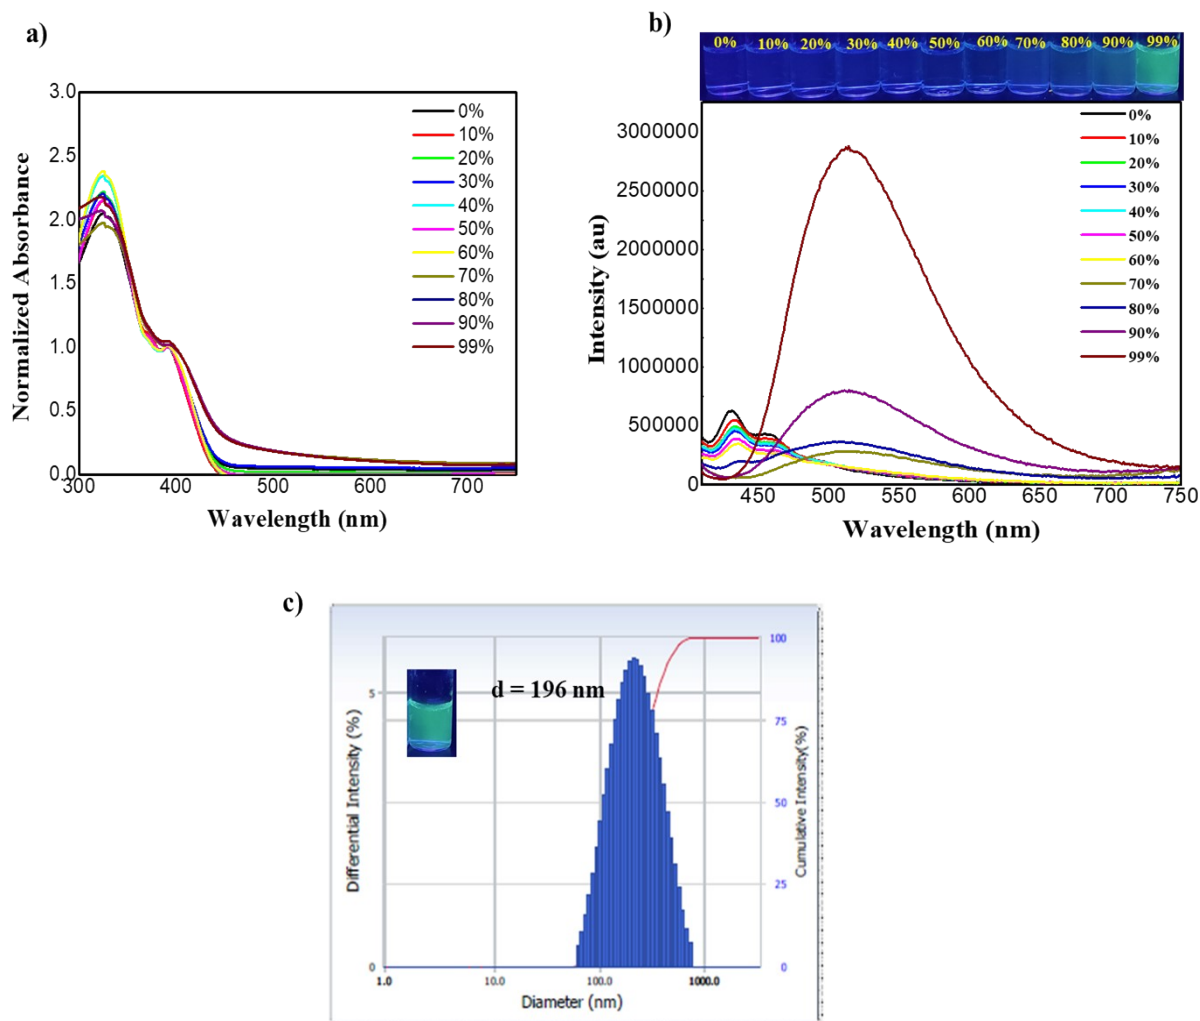 a)
3.0
2.5
2.0
1.5
1.0
0.5
0.0
300 400 500 600 700
Normalized Absorbance
Wavelength (nm)
0%
10%
20%
30%
40%
50%
60%
70%
80%
90%
99%
b)
0% 10% 20% 30% 40% 50% 60% 70% 80% 90% 99%
3000000
2500000
2000000
1500000
1000000
500000
0
450 500 550 600 650 700 750
Intensity (au)
Wavelength (nm)
0%
10%
20%
30%
40%
50%
60%
70%
80%
90%
99%
c)
d = 196 nm
5
0
Differential Intensity (%)
100
75
50
25
0
Cumulative Intensity(%)
1.0 10.0 100.0 1000.0
Diameter (nm)